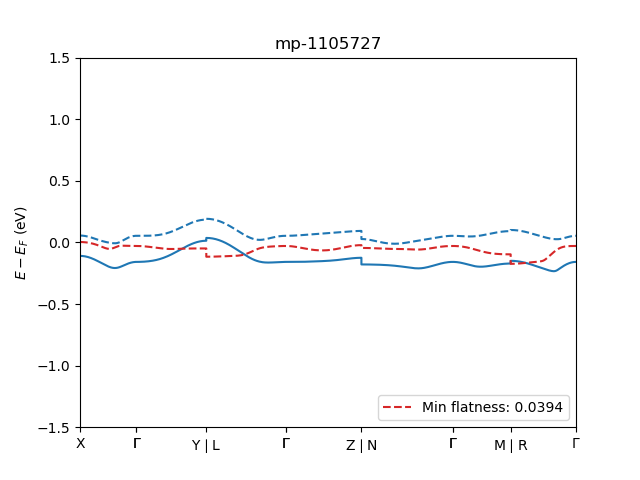 mp-1105727
E − E_F (eV)
1.5
1.0
0.5
0.0
−0.5
−1.0
−1.5
Min flatness: 0.0394
X Γ Y | L Γ Z | N Γ M | R Γ